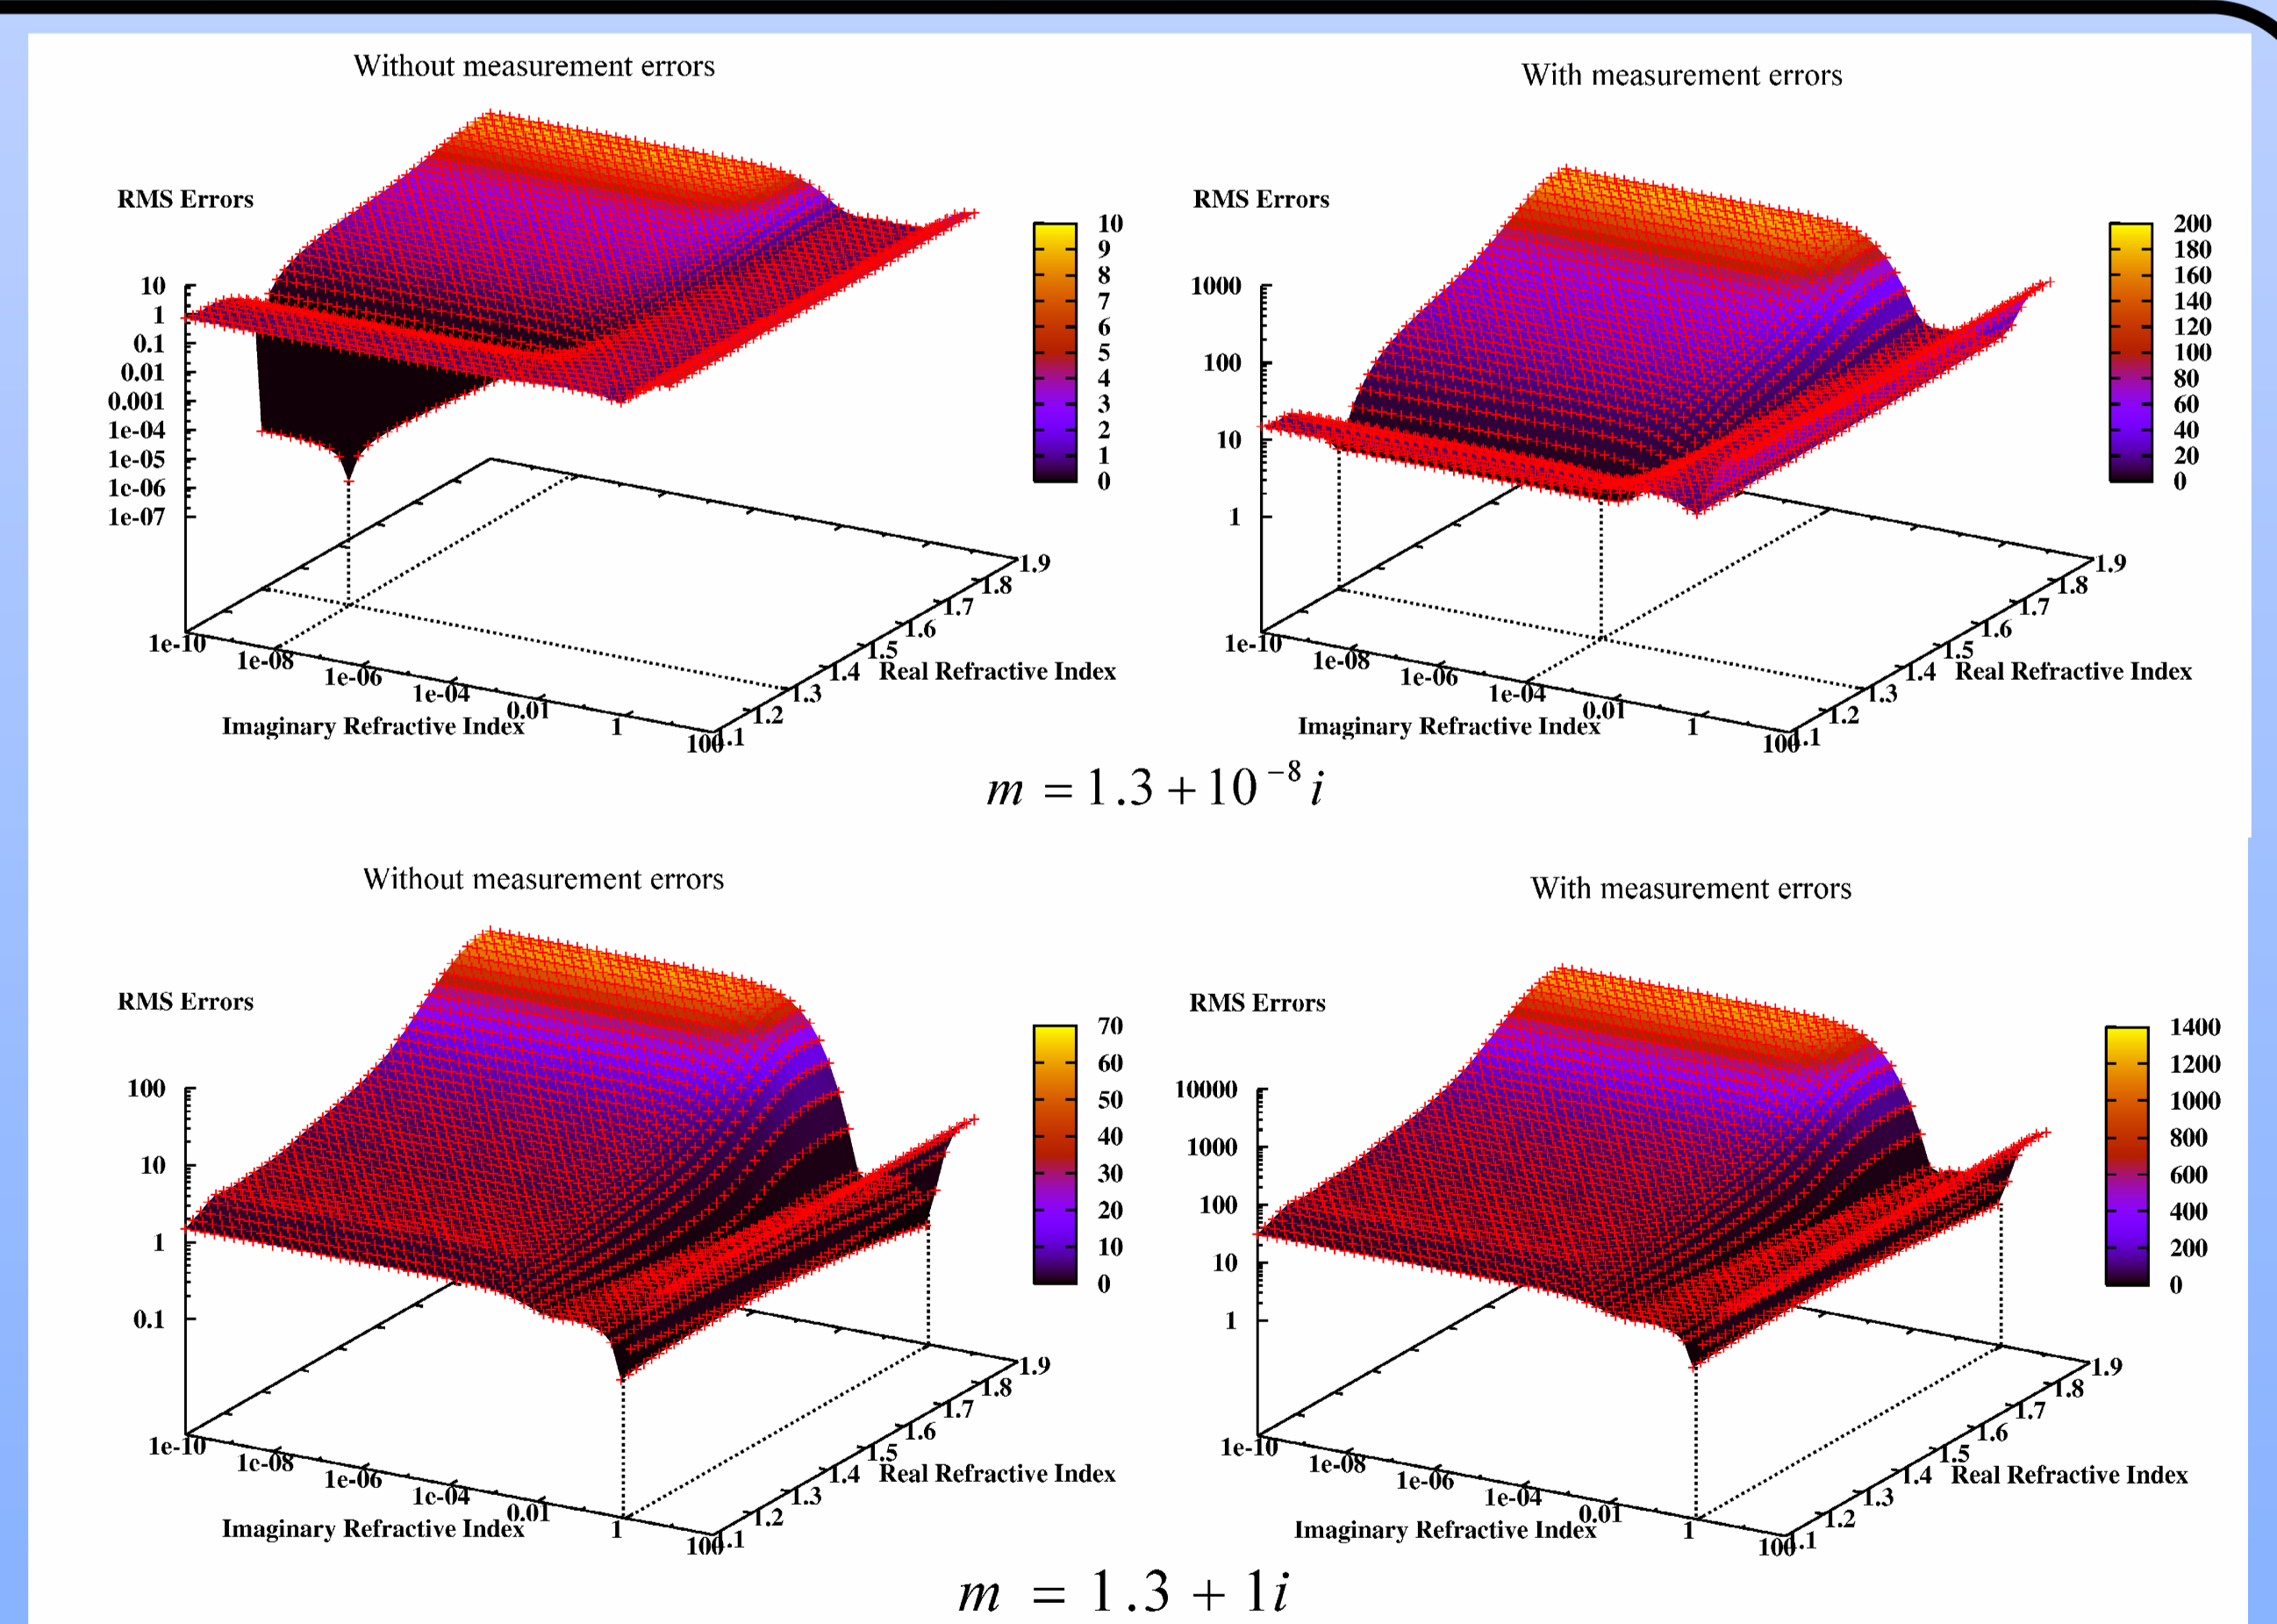 Without measurement errors
RMS Errors
10
1
0.1
0.01
0.001
1e-04
1e-05
1e-06
1e-07
1e-10
1e-08
1e-06
1e-04
0.01
1
100
Imaginary Refractive Index
1.1
1.2
1.3
1.4
1.5
1.6
1.7
1.8
1.9
Real Refractive Index
10
9
8
7
6
5
4
3
2
1
0
With measurement errors
RMS Errors
1000
100
10
1
1e-10
1e-08
1e-06
1e-04
0.01
1
100
Imaginary Refractive Index
1.1
1.2
1.3
1.4
1.5
1.6
1.7
1.8
1.9
Real Refractive Index
200
180
160
140
120
100
80
60
40
20
0
m = 1.3 + 10⁻⁸ i
Without measurement errors
RMS Errors
100
10
1
0.1
1e-10
1e-08
1e-06
1e-04
0.01
1
100
Imaginary Refractive Index
1.1
1.2
1.3
1.4
1.5
1.6
1.7
1.8
1.9
Real Refractive Index
70
60
50
40
30
20
10
0
With measurement errors
RMS Errors
10000
1000
100
10
1
1e-10
1e-08
1e-06
1e-04
0.01
1
100
Imaginary Refractive Index
1.1
1.2
1.3
1.4
1.5
1.6
1.7
1.8
1.9
Real Refractive Index
1400
1200
1000
800
600
400
200
0
m = 1.3 + 1i